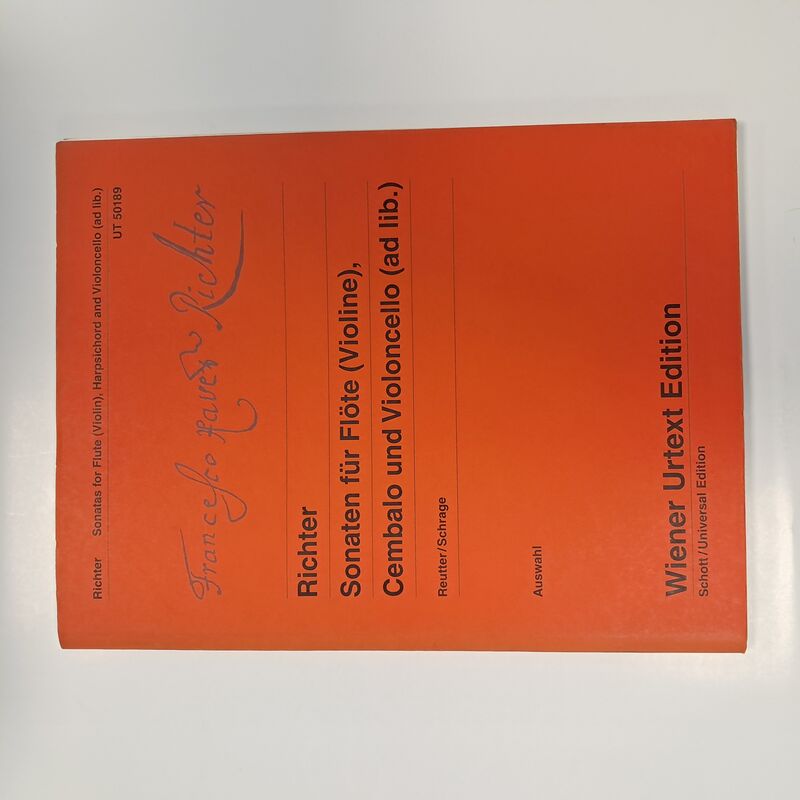 Richter Sonatas for Flute (Violin), Harpsichord and Violoncello (ad lib.)
UT 50189
Francesco Xaver Richter
Richter
Sonaten für Flöte (Violine),
Cembalo und Violoncello (ad lib.)
Reutter/Schrage
Auswahl
Wiener Urtext Edition
Schott/Universal Edition